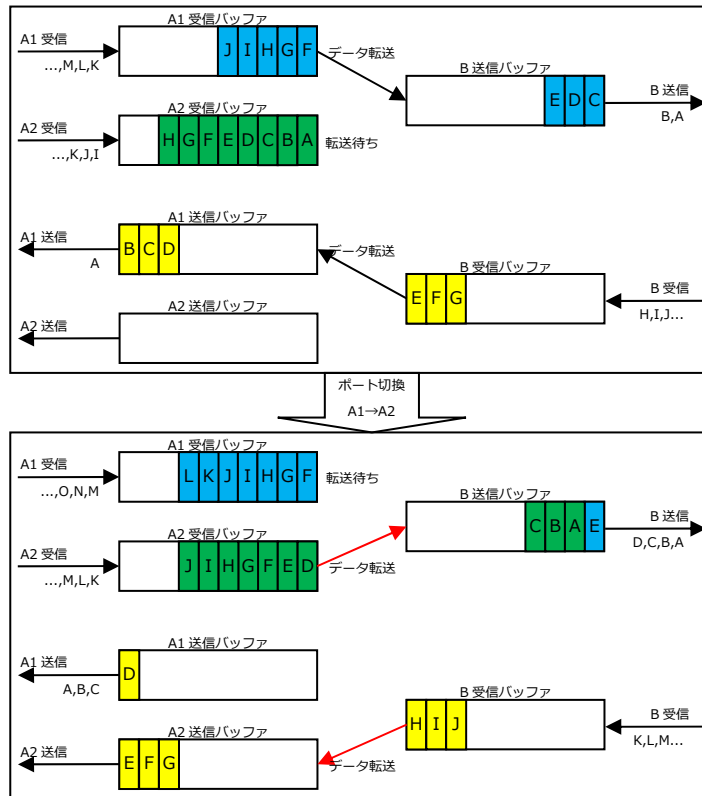 A1 受信バッファ
A1 受信
...,M,L,K
J I H G F
データ転送
B 送信バッファ
E D C
B 送信
B,A
A2 受信バッファ
A2 受信
...,K,J,I
H G F E D C B A
転送待ち
A1 送信バッファ
A1 送信
A
B C D
データ転送
B 受信バッファ
E F G
B 受信
H,I,J...
A2 送信バッファ
A2 送信
ポート切換
A1→A2
A1 受信バッファ
A1 受信
...,O,N,M
L K J I H G F
転送待ち
B 送信バッファ
C B A E
B 送信
D,C,B,A
A2 受信バッファ
A2 受信
...,M,L,K
J I H G F E D
データ転送
A1 送信バッファ
A1 送信
A,B,C
D
B 受信バッファ
H I J
B 受信
K,L,M...
A2 送信バッファ
A2 送信
E F G
データ転送